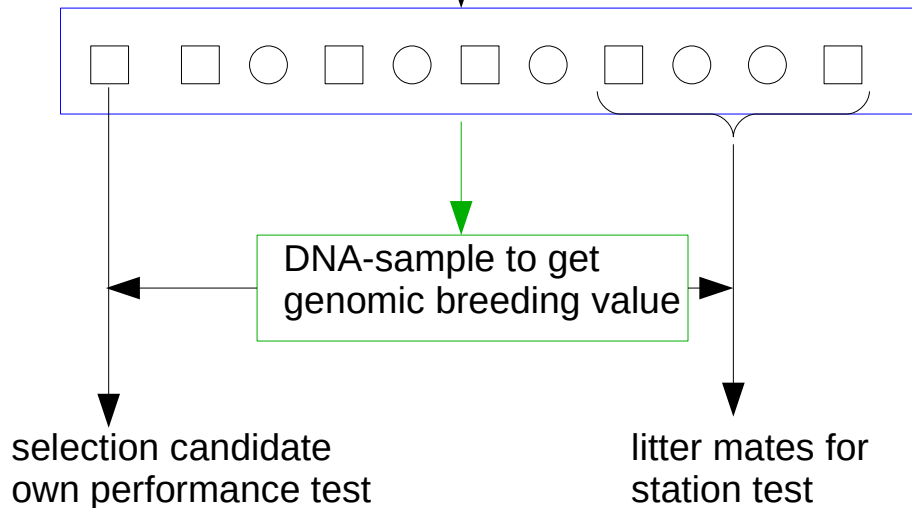 DNA-sample to get
genomic breeding value
selection candidate
own performance test
litter mates for
station test